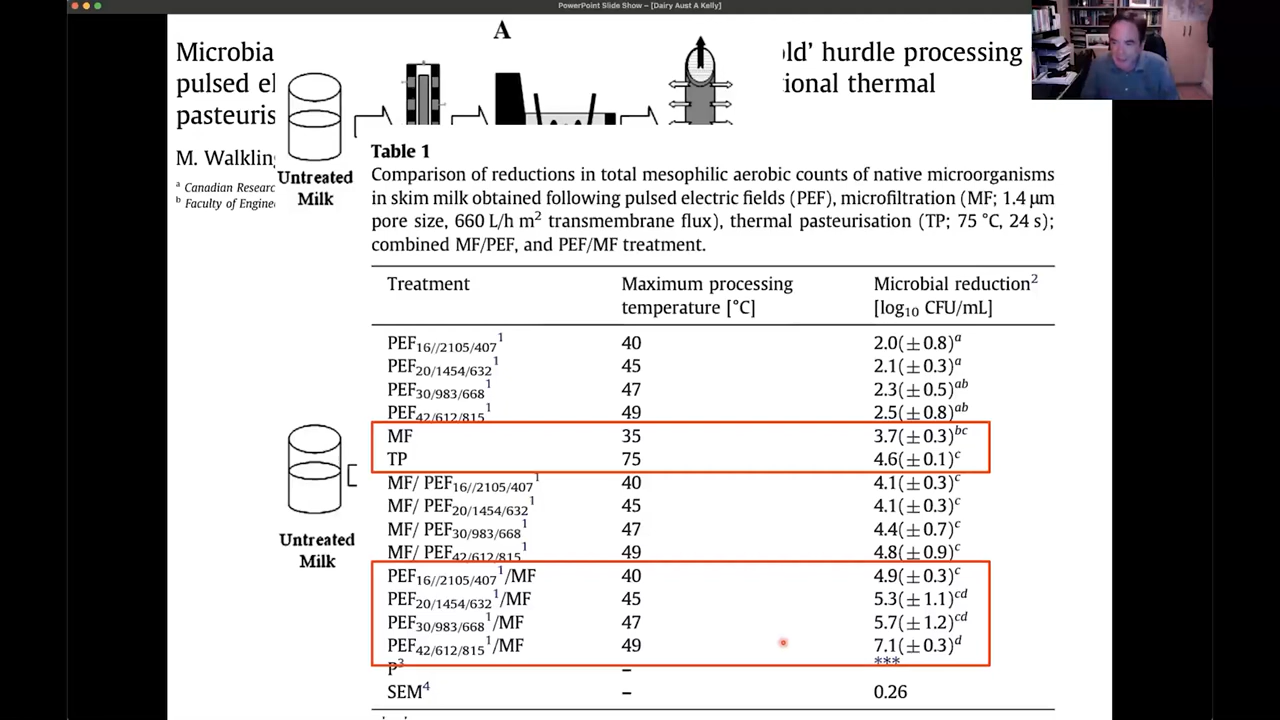 PowerPoint Slide Show – [Dairy Aust A Kelly]
Microbia
ld' hurdle processing
pulsed el
ional thermal
pasteuris
M. Walkling
a Canadian Researc
b Faculty of Engine
A
Untreated
Milk
Untreated
Milk
Table 1
Comparison of reductions in total mesophilic aerobic counts of native microorganisms
in skim milk obtained following pulsed electric fields (PEF), microfiltration (MF; 1.4 μm
pore size, 660 L/h m² transmembrane flux), thermal pasteurisation (TP; 75 °C, 24 s);
combined MF/PEF, and PEF/MF treatment.
Treatment Maximum processing temperature [°C] Microbial reduction² [log₁₀ CFU/mL]
PEF16//2105/407¹ 40 2.0(±0.8)a
PEF20/1454/632¹ 45 2.1(±0.3)a
PEF30/983/668¹ 47 2.3(±0.5)ab
PEF42/612/815¹ 49 2.5(±0.8)ab
MF 35 3.7(±0.3)bc
TP 75 4.6(±0.1)c
MF/ PEF16//2105/407¹ 40 4.1(±0.3)c
MF/ PEF20/1454/632¹ 45 4.1(±0.3)c
MF/ PEF30/983/668¹ 47 4.4(±0.7)c
MF/ PEF42/612/815¹ 49 4.8(±0.9)c
PEF16//2105/407¹/MF 40 4.9(±0.3)c
PEF20/1454/632¹/MF 45 5.3(±1.1)cd
PEF30/983/668¹/MF 47 5.7(±1.2)cd
PEF42/612/815¹/MF 49 7.1(±0.3)d
P³ – ***
SEM⁴ – 0.26